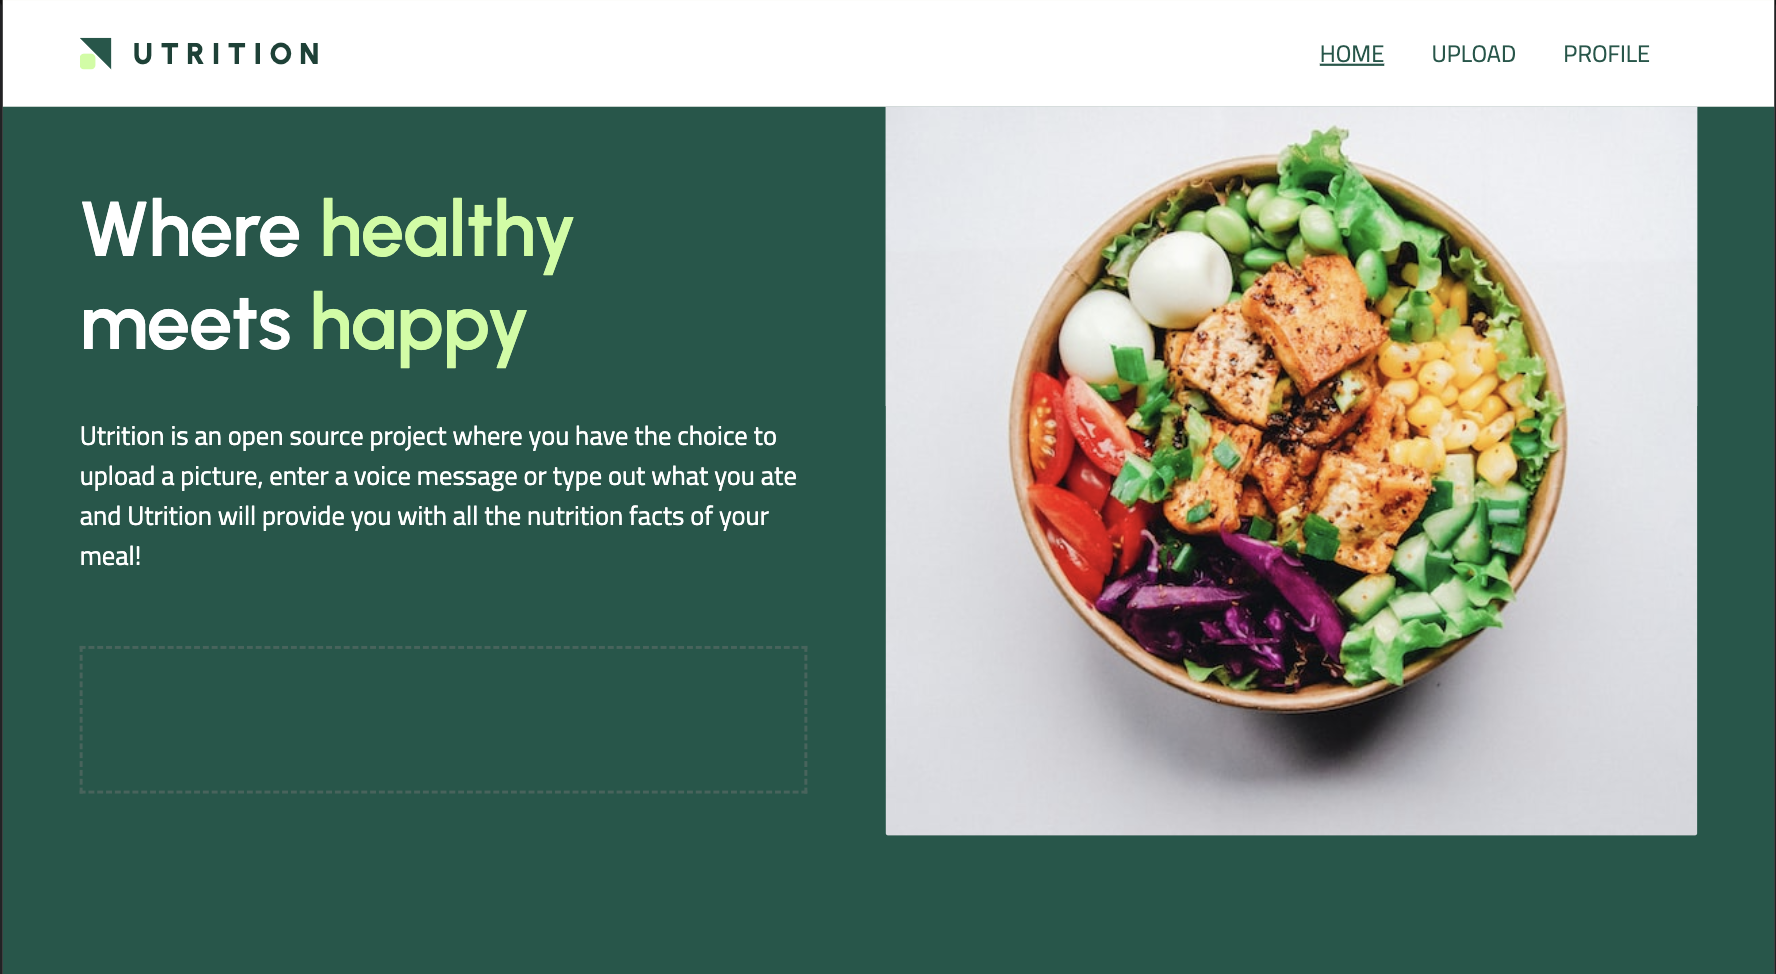 UTRITION
HOME UPLOAD PROFILE
Where healthy
meets happy
Utrition is an open source project where you have the choice to
upload a picture, enter a voice message or type out what you ate
and Utrition will provide you with all the nutrition facts of your
meal!